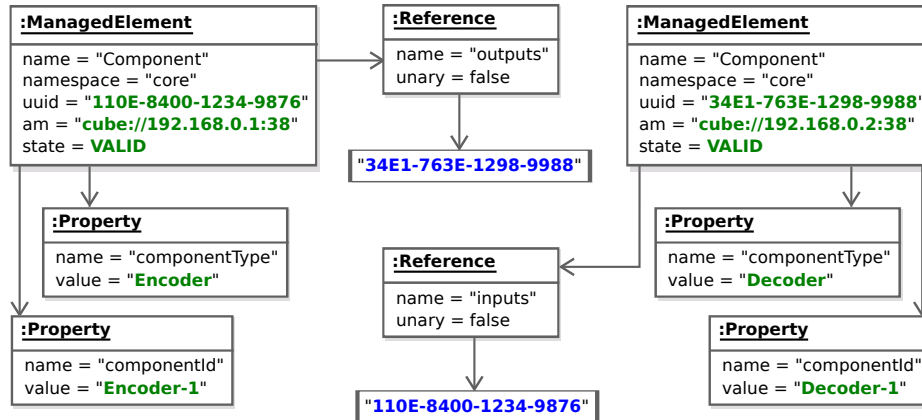 :ManagedElement
name = "Component"
namespace = "core"
uuid = "110E-8400-1234-9876"
am = "cube://192.168.0.1:38"
state = VALID
:Reference
name = "outputs"
unary = false
"34E1-763E-1298-9988"
:ManagedElement
name = "Component"
namespace = "core"
uuid = "34E1-763E-1298-9988"
am = "cube://192.168.0.2:38"
state = VALID
:Property
name = "componentType"
value = "Encoder"
:Property
name = "componentId"
value = "Encoder-1"
:Reference
name = "inputs"
unary = false
"110E-8400-1234-9876"
:Property
name = "componentType"
value = "Decoder"
:Property
name = "componentId"
value = "Decoder-1"